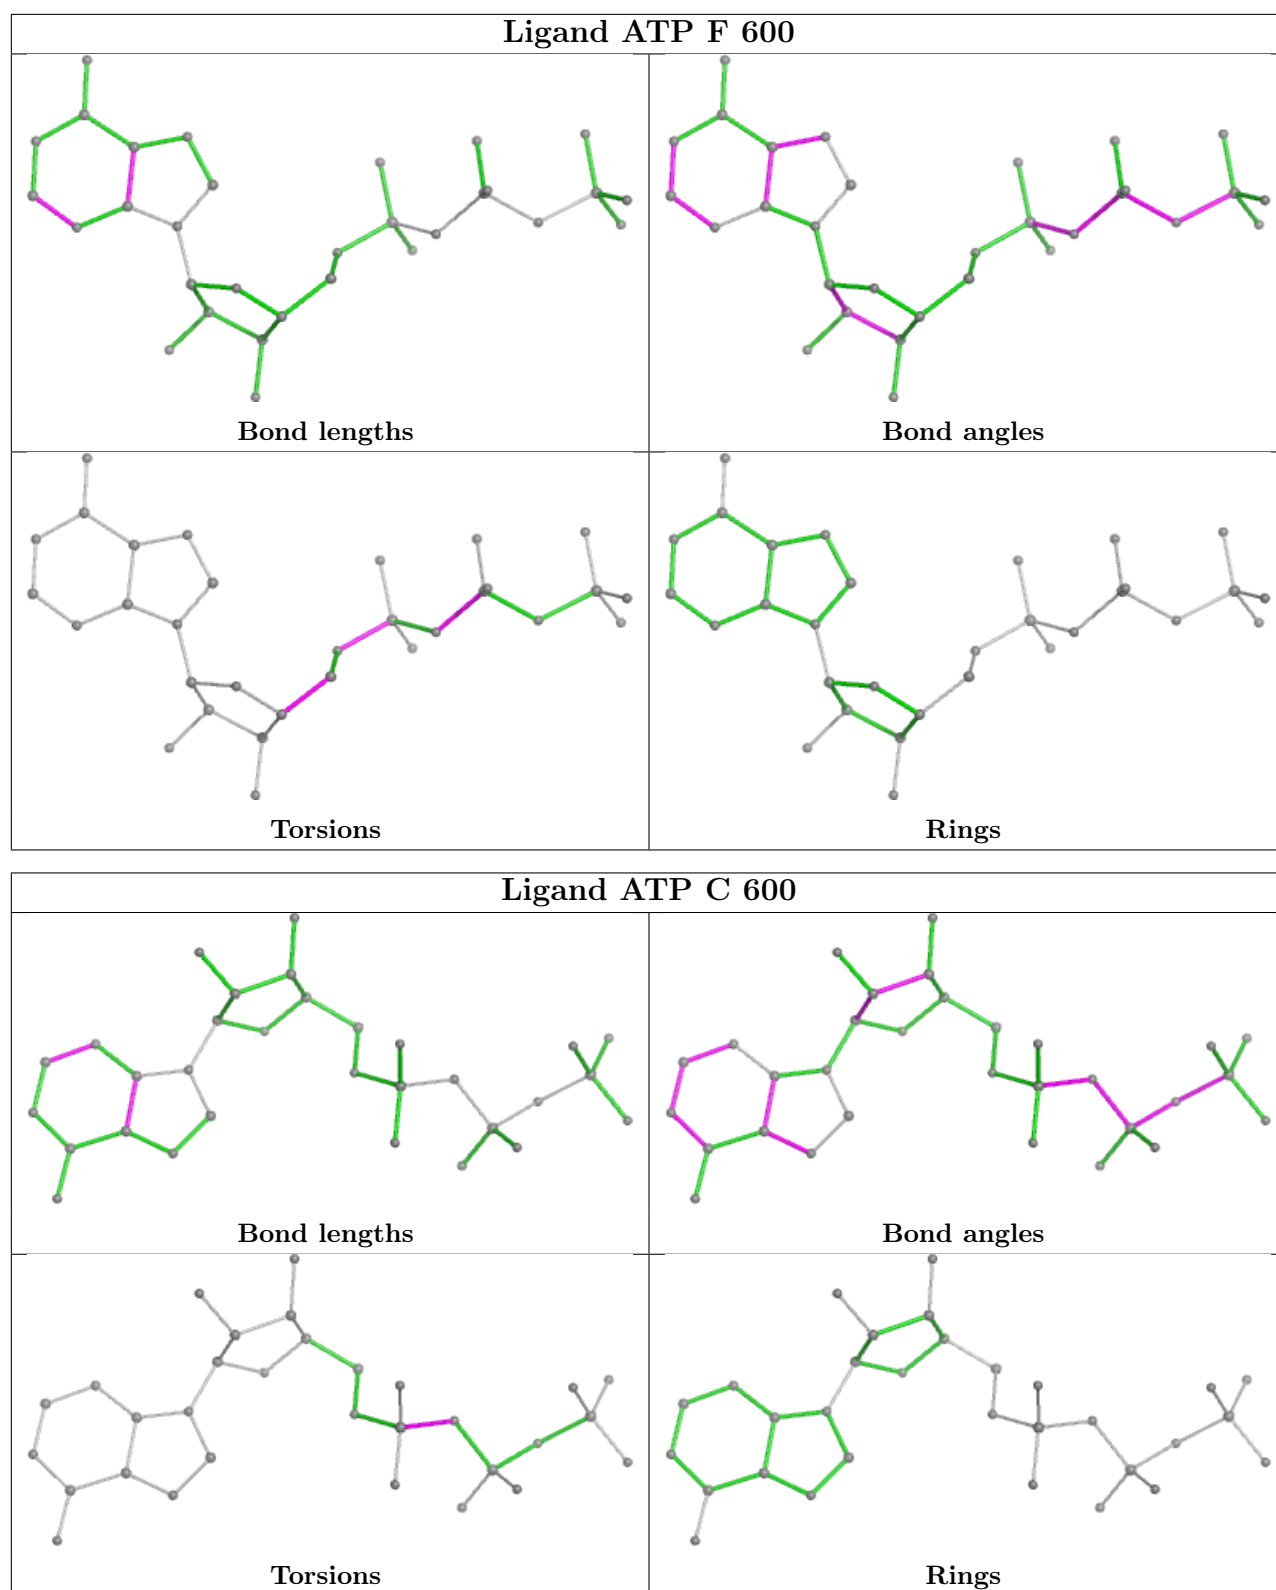 Ligand ATP F 600
Bond lengths
Bond angles
Torsions
Rings
Ligand ATP C 600
Bond lengths
Bond angles
Torsions
Rings